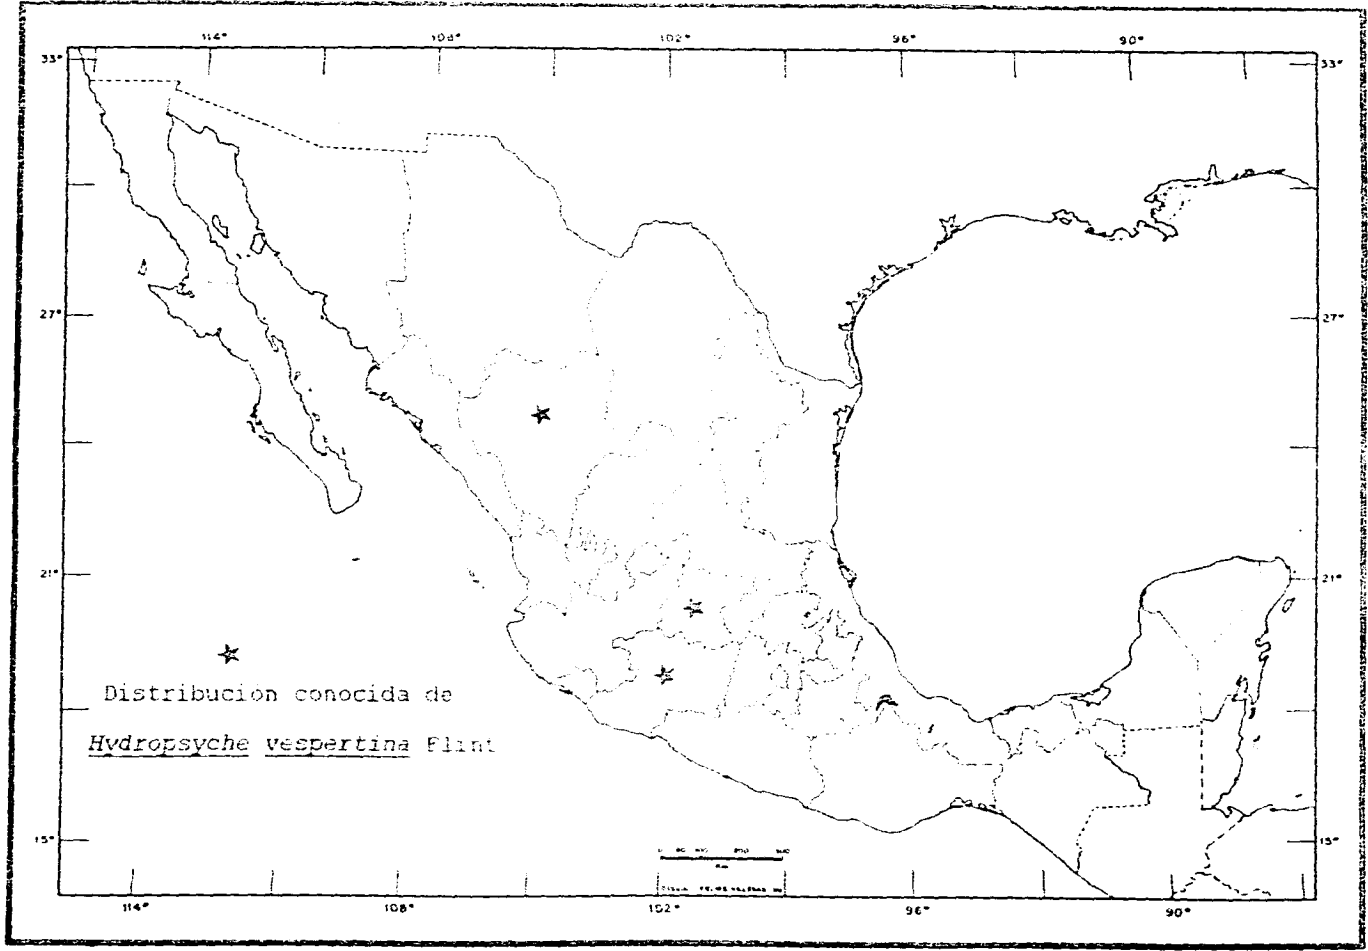 114° 108° 102° 96° 90°
33° 33°
27° 27°
21° 21°
Distribución conocida de
Hydropsyche vespertina Flint
15° 15°
114° 108° 102° 96° 90°